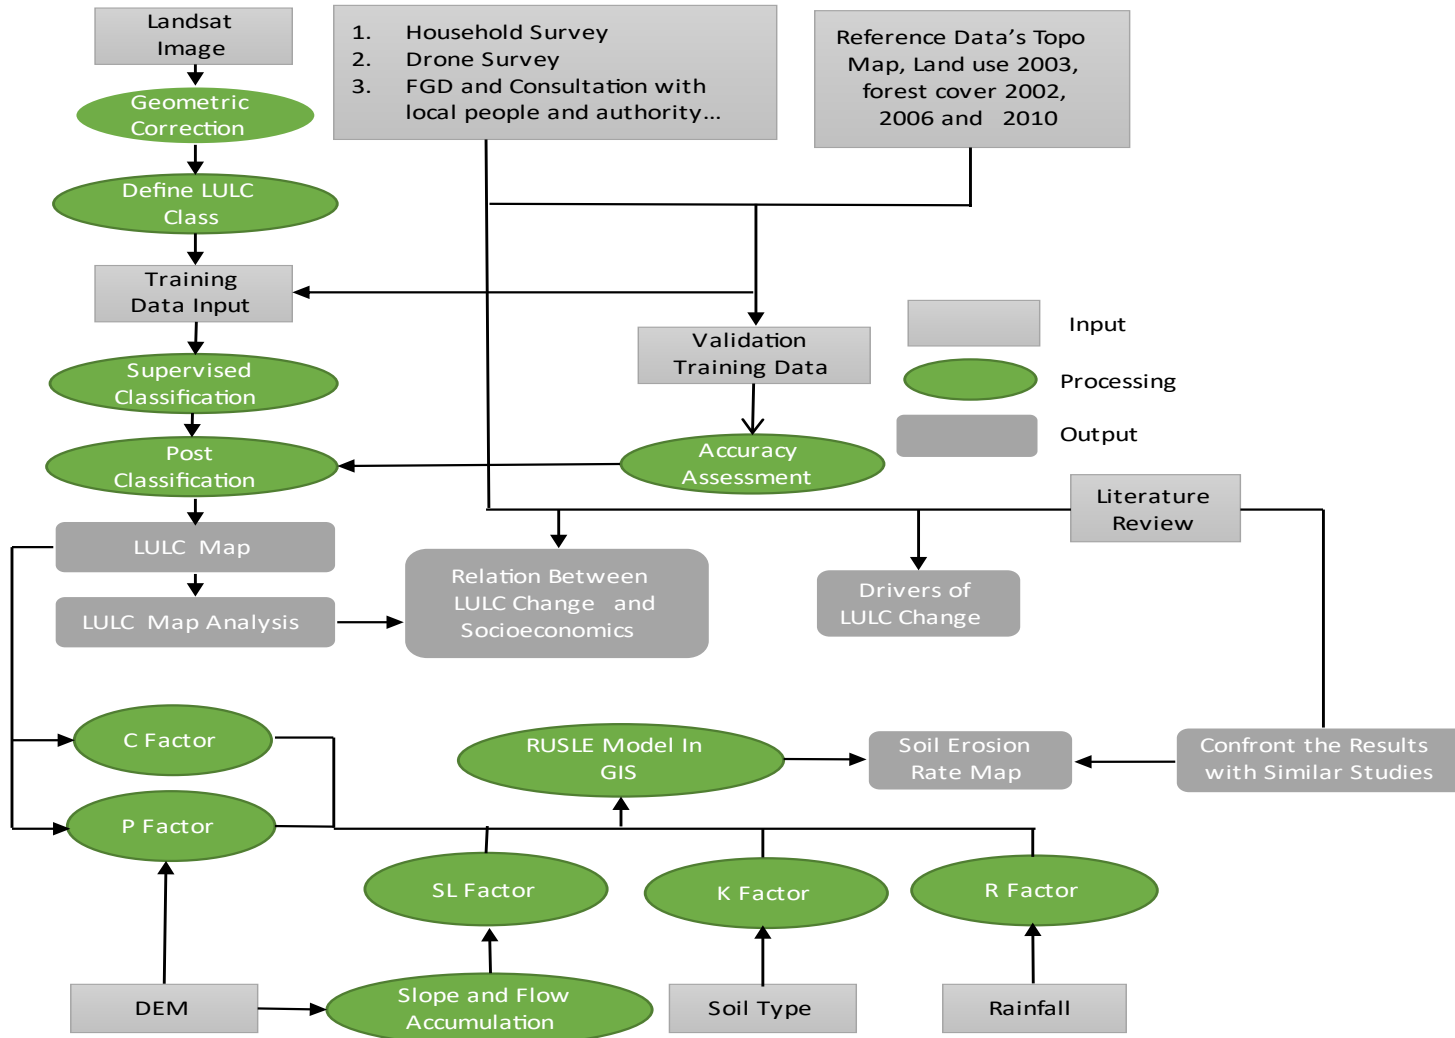 Landsat
Image
1. Household Survey
2. Drone Survey
3. FGD and Consultation with
local people and authority...
Reference Data's Topo
Map, Land use 2003,
forest cover 2002,
2006 and 2010
Geometric
Correction
Define LULC
Class
Training
Data Input
Validation
Training Data
Input
Processing
Output
Supervised
Classification
Post
Classification
Accuracy
Assessment
Literature
Review
LULC Map
LULC Map Analysis
Relation Between
LULC Change and
Socioeconomics
Drivers of
LULC Change
C Factor
RUSLE Model In
GIS
Soil Erosion
Rate Map
Confront the Results
with Similar Studies
P Factor
SL Factor
K Factor
R Factor
DEM
Slope and Flow
Accumulation
Soil Type
Rainfall